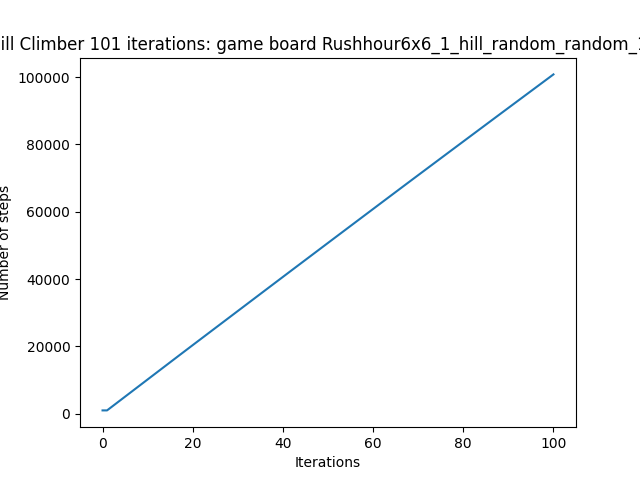 ill Climber 101 iterations: game board Rushhour6x6_1_hill_random_random_1
100000
80000
60000
40000
20000
0
Number of steps
0 20 40 60 80 100
Iterations